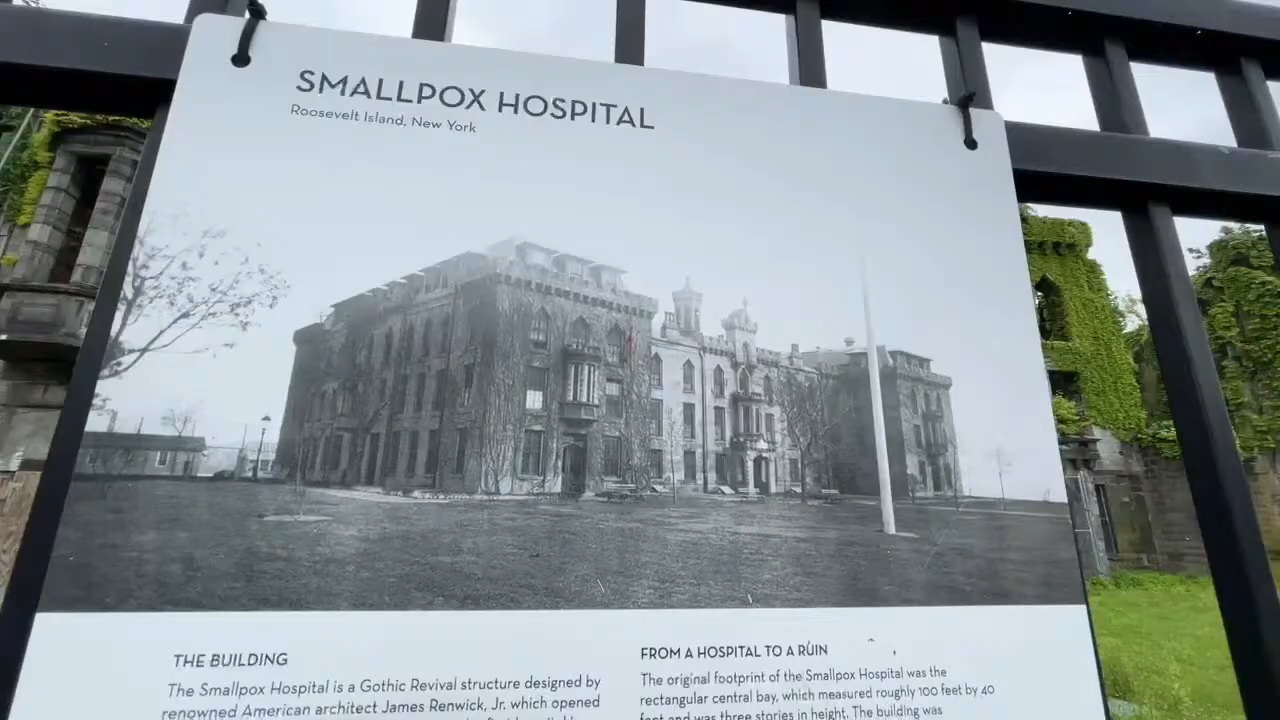 SMALLPOX HOSPITAL
Roosevelt Island, New York
THE BUILDING
The Smallpox Hospital is a Gothic Revival structure designed by
renowned American architect James Renwick, Jr. which opened
FROM A HOSPITAL TO A RUIN
The original footprint of the Smallpox Hospital was the
rectangular central bay, which measured roughly 100 feet by 40
feet and was three stories in height. The building was